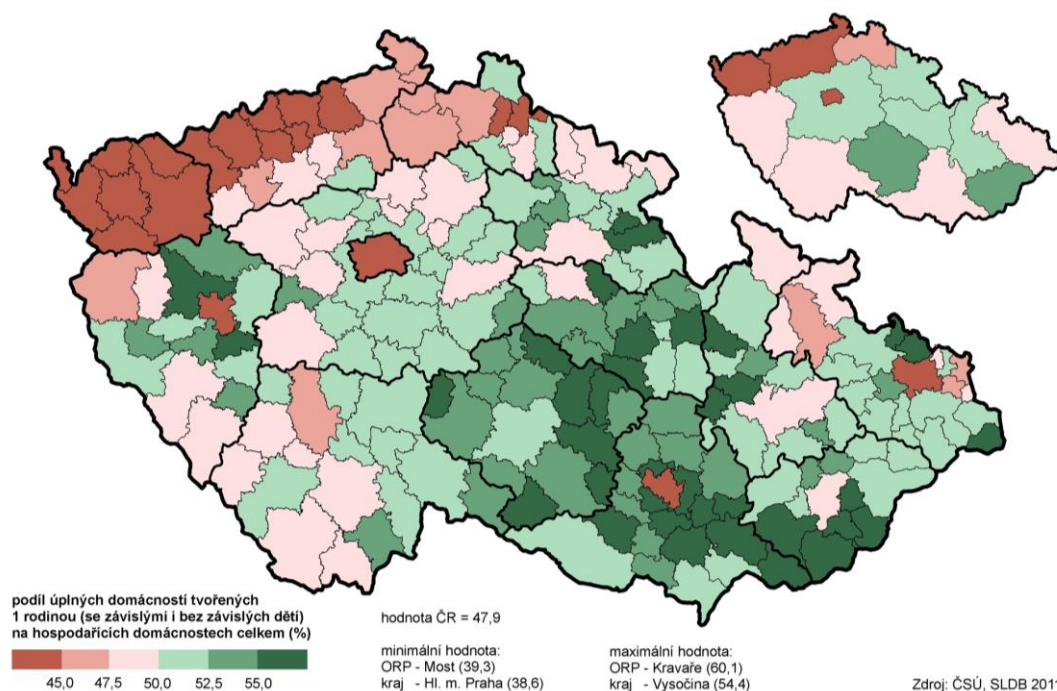 podíl úplných domácností tvořených
1 rodinou (se závislými i bez závislých dětí)
na hospodařících domácnostech celkem (%)
45,0 47,5 50,0 52,5 55,0
hodnota ČR = 47,9
minimální hodnota:
ORP - Most (39,3)
kraj - Hl. m. Praha (38,6)
maximální hodnota:
ORP - Kravaře (60,1)
kraj - Vysočina (54,4)
Zdroj: ČSÚ, SLDB 2011